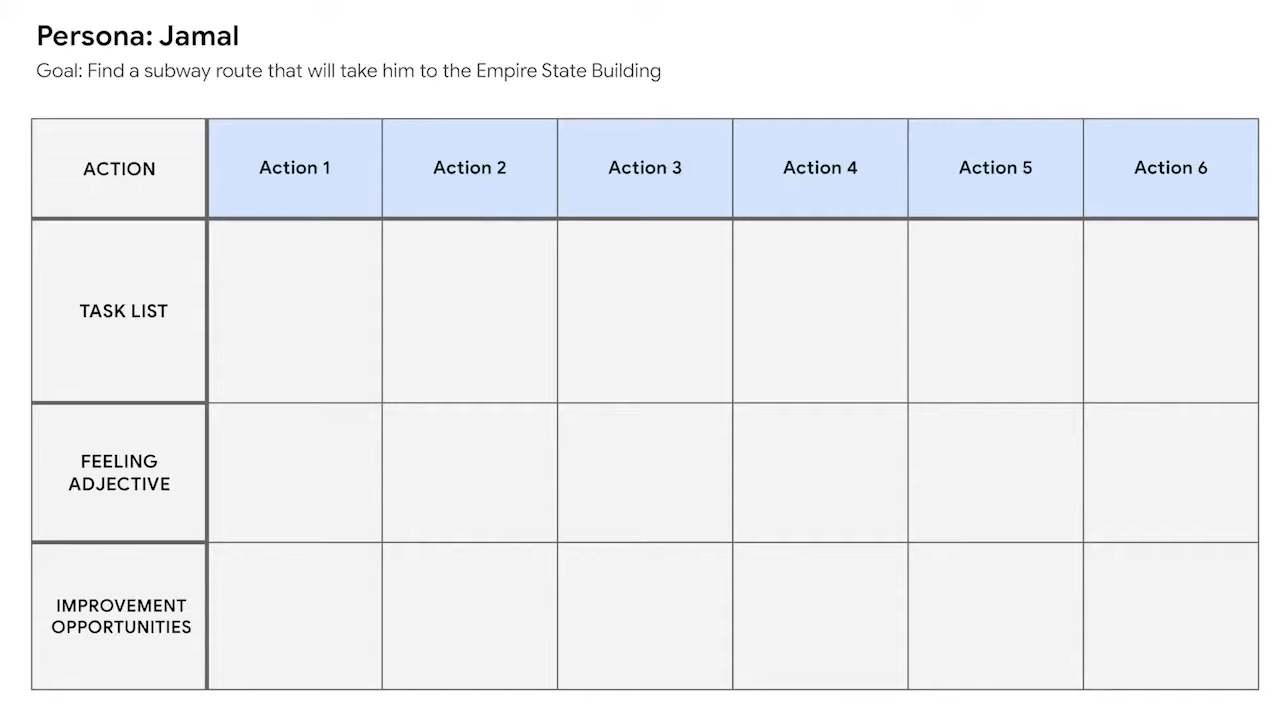 Persona: Jamal
Goal: Find a subway route that will take him to the Empire State Building
ACTION
Action 1
Action 2
Action 3
Action 4
Action 5
Action 6
TASK LIST
FEELING
ADJECTIVE
IMPROVEMENT
OPPORTUNITIES